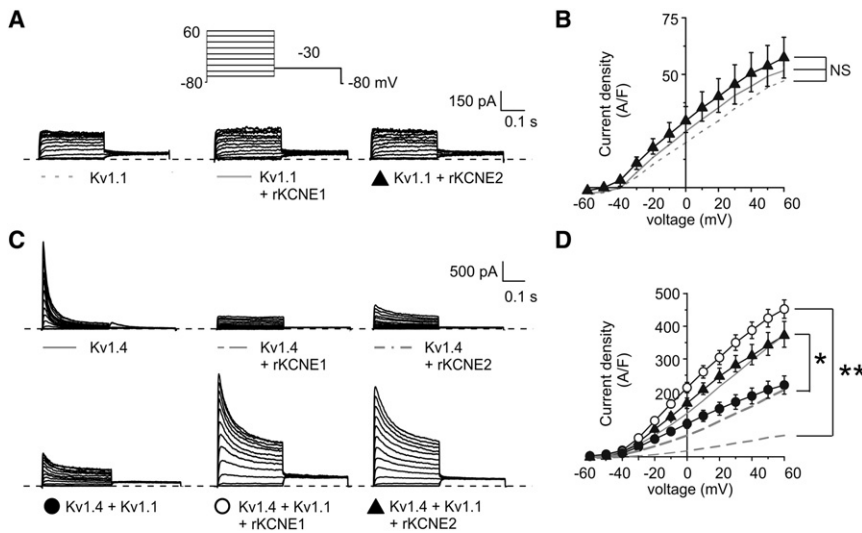 A
60
-30
-80
-80 mV
150 pA
0.1 s
Kv1.1
Kv1.1
+ rKCNE1
Kv1.1 + rKCNE2
B
Current density
(A/F)
75
50
25
NS
-60
-40
-20
0
20
40
60
voltage (mV)
C
500 pA
0.1 s
Kv1.4
Kv1.4
+ rKCNE1
Kv1.4
+ rKCNE2
Kv1.4 + Kv1.1
Kv1.4 + Kv1.1
+ rKCNE1
Kv1.4 + Kv1.1
+ rKCNE2
D
Current density
(A/F)
500
400
300
200
100
*
**
-60
-40
-20
0
20
40
60
voltage (mV)